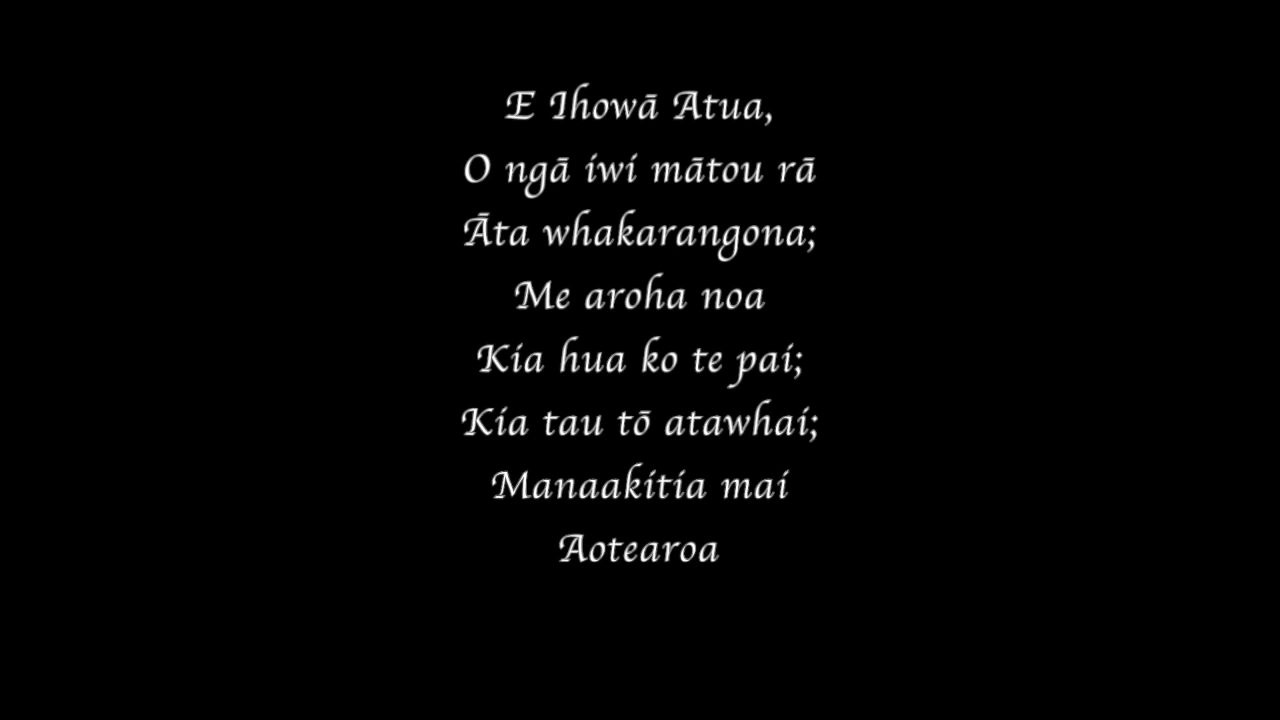 E Ihowā Atua,
O ngā iwi mātou rā
Āta whakarangona;
Me aroha noa
Kia hua ko te pai;
Kia tau tō atawhai;
Manaakitia mai
Aotearoa